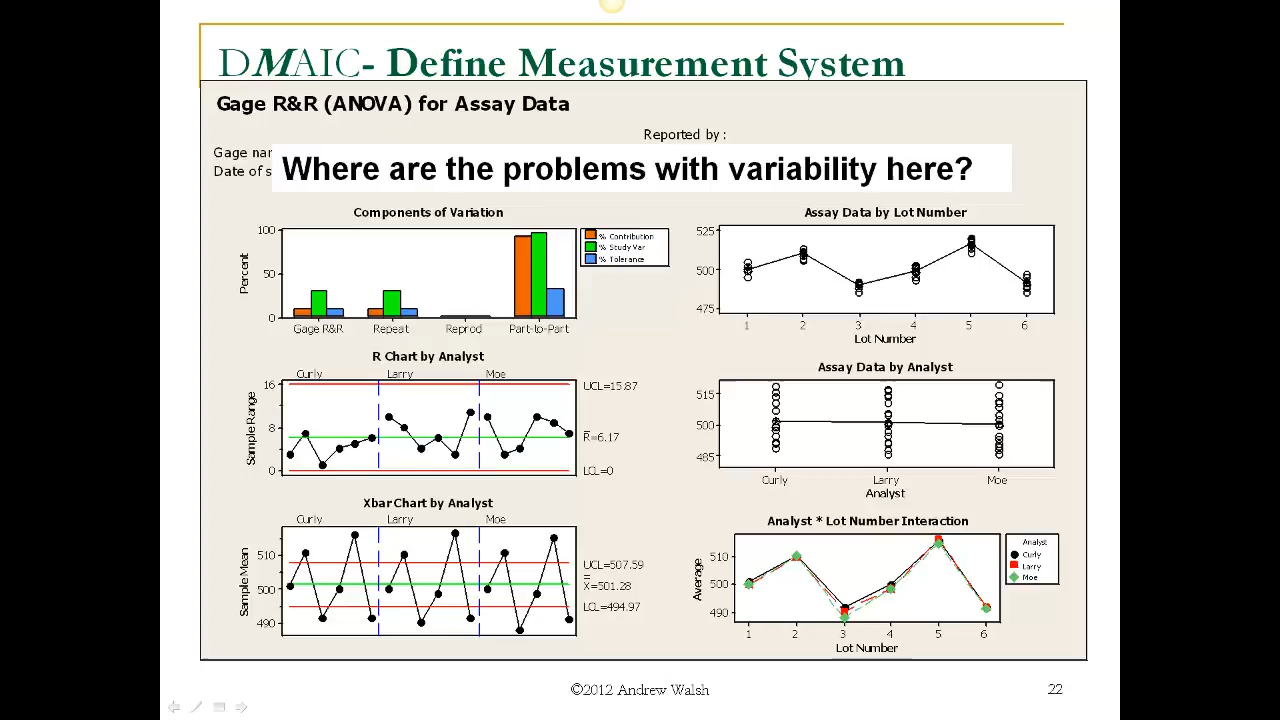 DMAIC- Define Measurement System
Gage R&R (ANOVA) for Assay Data
Reported by :
Gage nar
Date of s
Where are the problems with variability here?
Components of Variation
100
50
0
Percent
Gage R&R
Repeat
Reprod
Part-to-Part
% Contribution
% Study Var
% Tolerance
R Chart by Analyst
Curly
Larry
Moe
16
8
0
Sample Range
UCL=15.87
R=6.17
LCL=0
Xbar Chart by Analyst
Curly
Larry
Moe
510
500
490
Sample Mean
UCL=507.59
X=501.28
LCL=494.97
Assay Data by Lot Number
525
500
475
1
2
3
4
5
6
Lot Number
Assay Data by Analyst
515
500
485
Curly
Larry
Moe
Analyst
Analyst * Lot Number Interaction
510
500
490
Average
1
2
3
4
5
6
Lot Number
Analyst
Curly
Larry
Moe
©2012 Andrew Walsh
22